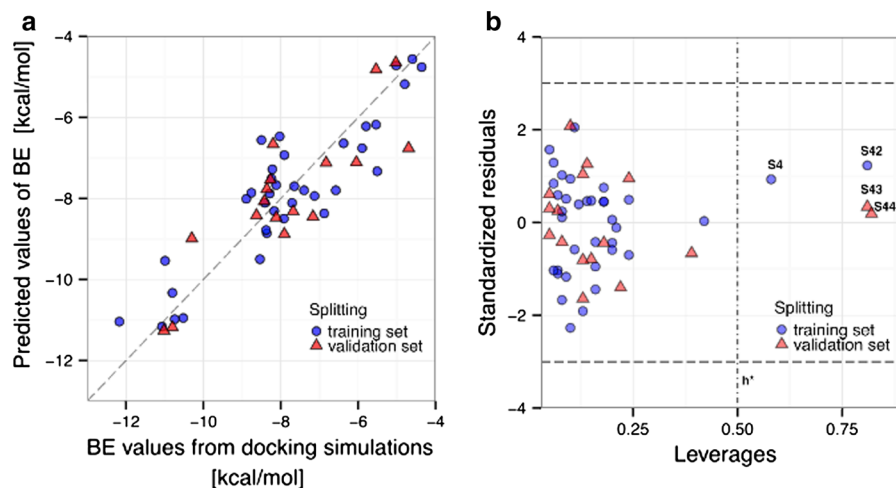 a
Predicted values of BE [kcal/mol]
−4
−6
−8
−10
−12
Splitting
training set
validation set
−12
−10
−8
−6
−4
BE values from docking simulations
[kcal/mol]
b
Standardized residuals
4
2
0
−2
−4
S4
S42
S43
S44
Splitting
training set
validation set
h*
0.25
0.50
0.75
Leverages